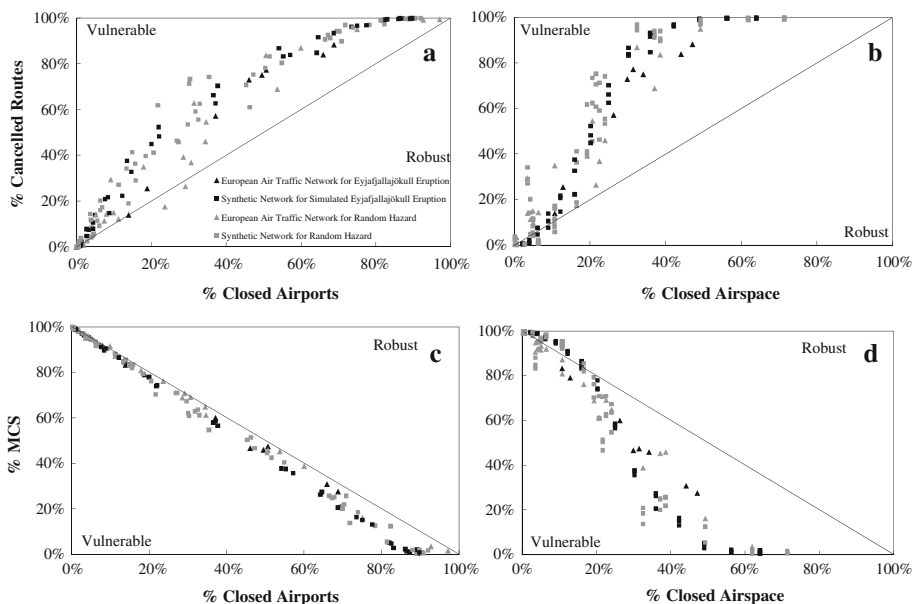 100%
80%
60%
40%
20%
0%
% Cancelled Routes
Vulnerable
a
Robust
European Air Traffic Network for Eyjafjallajökull Eruption
Synthetic Network for Simulated Eyjafjallajökull Eruption
European Air Traffic Network for Random Hazard
Synthetic Network for Random Hazard
0% 20% 40% 60% 80% 100%
% Closed Airports
100%
80%
60%
40%
20%
0%
Vulnerable
b
Robust
0% 20% 40% 60% 80% 100%
% Closed Airspace
100%
80%
60%
40%
20%
0%
% MCS
Robust
c
Vulnerable
0% 20% 40% 60% 80% 100%
% Closed Airports
100%
80%
60%
40%
20%
0%
Robust
d
Vulnerable
0% 20% 40% 60% 80% 100%
% Closed Airspace